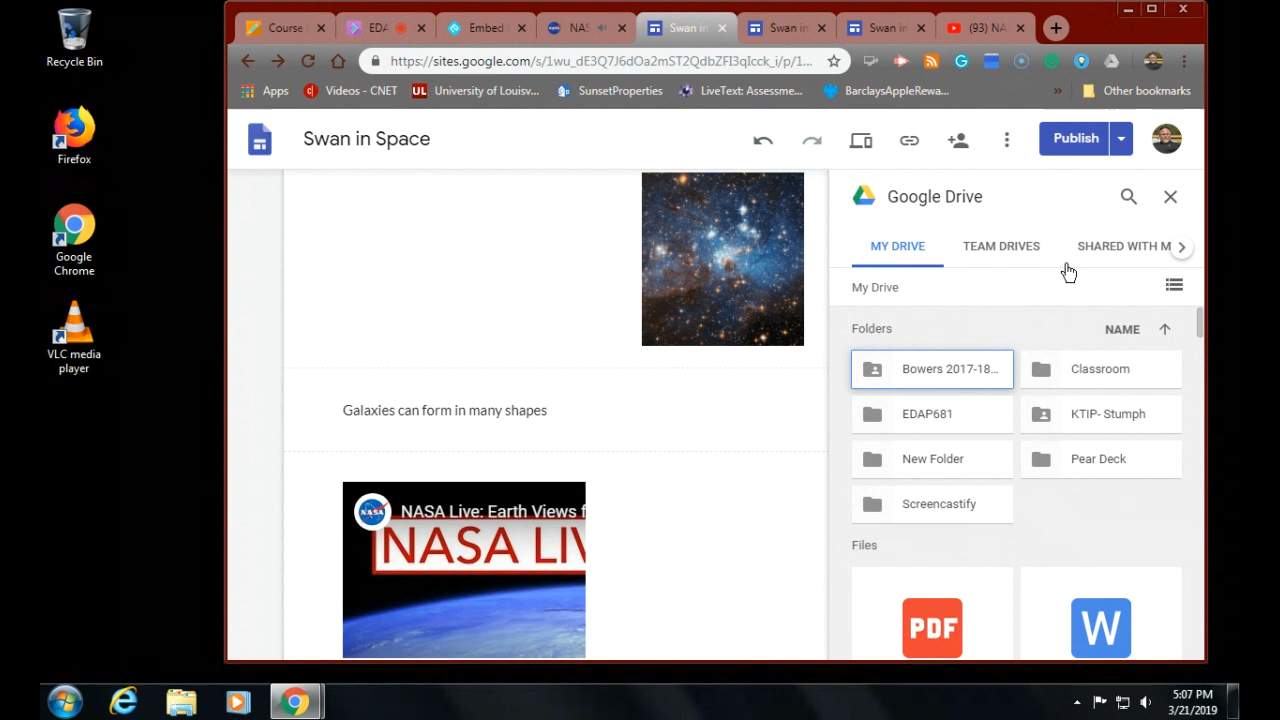 Recycle Bin
Firefox
Google
Chrome
VLC media
player
Course
EDA
Embed
NAS
Swan in
Swan in
Swan in
(93) NA
https://sites.google.com/s/1wu_dE3Q7J6dOa2mST2QdbZFI3qIcck_i/p/1...
Apps
Videos - CNET
UL University of Louisv...
SunsetProperties
LiveText: Assessme...
BarclaysAppleRewa...
»
Other bookmarks
Swan in Space
Publish
Google Drive
MY DRIVE
TEAM DRIVES
SHARED WITH M
My Drive
Folders
NAME
Bowers 2017-18...
Classroom
EDAP681
KTIP- Stumph
New Folder
Pear Deck
Screencastify
Files
PDF
W
Galaxies can form in many shapes
NASA
NASA Live: Earth Views f
NASA LIV
5:07 PM
3/21/2019